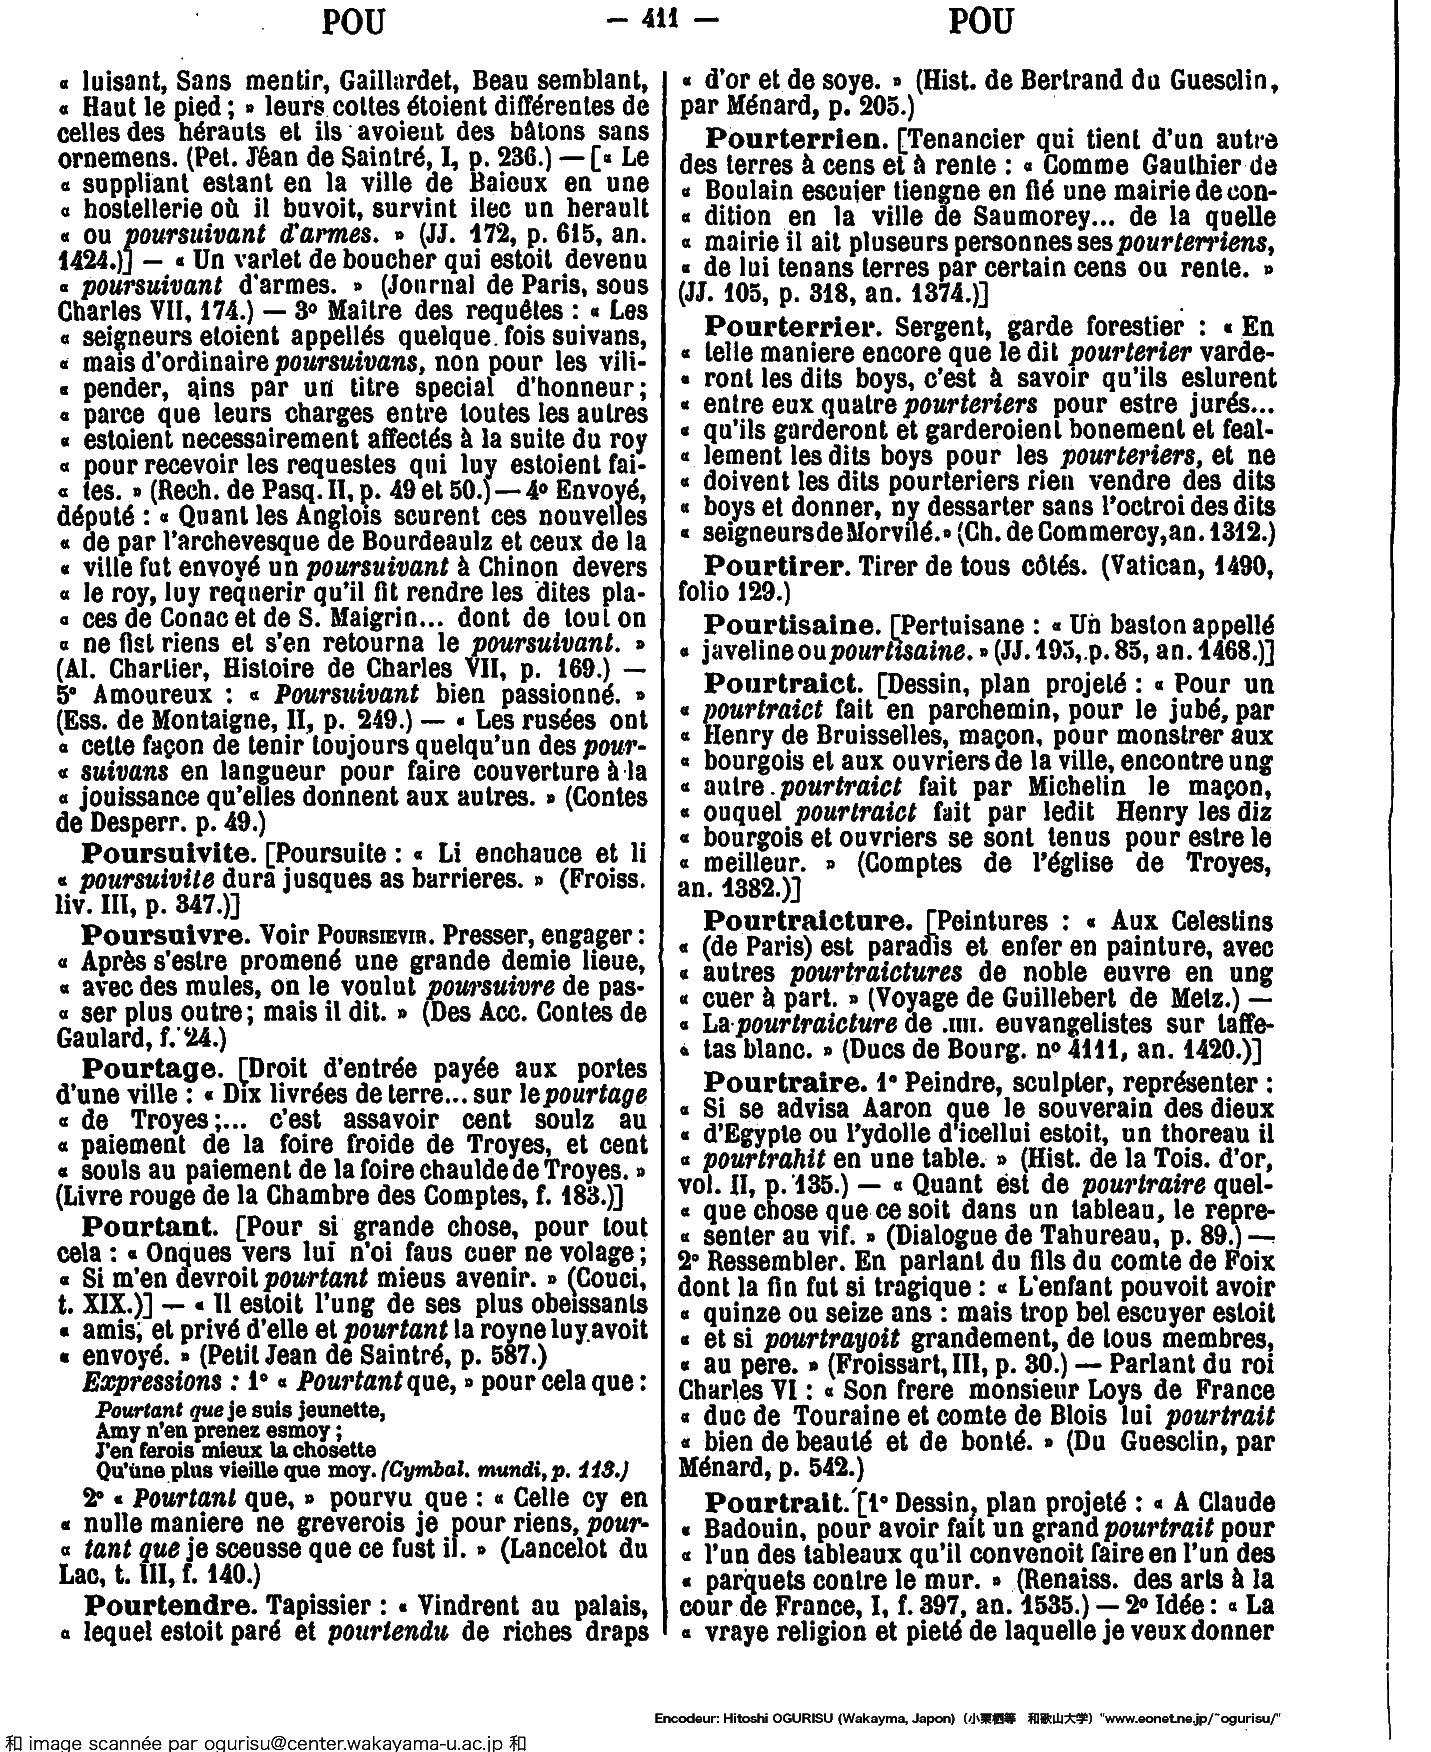 POU — 411 — POU
« luisant, Sans mentir, Gaillardet, Beau semblant,
« Haut le pied ; » leurs cottes étoient différentes de
celles des hérauts et ils avoient des bâtons sans
ornemens. (Pet. Jéan de Saintré, I, p. 236.) — [« Le
« suppliant estant en la ville de Baieux en une
« hostellerie où il buvoit, survint ilec un herault
« ou poursuivant d'armes. » (JJ. 172, p. 615, an.
1424.)] — « Un varlet de boucher qui estoit devenu
« poursuivant d'armes. » (Journal de Paris, sous
Charles VII, 174.) — 3° Maître des requêtes : « Les
« seigneurs etoient appellés quelque fois suivans,
« mais d'ordinaire poursuivans, non pour les vili-
« pender, ains par un titre special d'honneur ;
« parce que leurs charges entre toutes les autres
« estoient necessairement affectés à la suite du roy
« pour recevoir les requestes qui luy estoient fai-
« tes. » (Rech. de Pasq. II, p. 49 et 50.) — 4° Envoyé,
député : « Quant les Anglois scurent ces nouvelles
« de par l'archevesque de Bourdeaulz et ceux de la
« ville fut envoyé un poursuivant à Chinon devers
« le roy, luy requerir qu'il fit rendre les dites pla-
« ces de Conac et de S. Maigrin... dont de tout on
« ne fist riens et s'en retourna le poursuivant. »
(Al. Chartier, Histoire de Charles VII, p. 169.) —
5° Amoureux : « Poursuivant bien passionné. »
(Ess. de Montaigne, II, p. 249.) — « Les rusées ont
« cette façon de tenir toujours quelqu'un des pour-
« suivans en langueur pour faire couverture à la
« jouissance qu'elles donnent aux autres. » (Contes
de Desperr. p. 49.)
Poursuivite. [Poursuite : « Li enchauce et li
« poursuivite dura jusques as barrieres. » (Froiss.
liv. III, p. 347.)]
Poursuivre. Voir POURSIEVIR. Presser, engager :
« Après s'estre promené une grande demie lieue,
« avec des mules, on le voulut poursuivre de pas-
« ser plus outre ; mais il dit. » (Des Acc. Contes de
Gaulard, f. 24.)
Pourtage. [Droit d'entrée payée aux portes
d'une ville : « Dix livrées de terre... sur le pourtage
« de Troyes ;... c'est assavoir cent soulz au
« paiement de la foire froide de Troyes, et cent
« souls au paiement de la foire chaulde de Troyes. »
(Livre rouge de la Chambre des Comptes, f. 183.)]
Pourtant. [Pour si grande chose, pour tout
cela : « Onques vers lui n'oi faus cuer ne volage ;
« Si m'en devroit pourtant mieus avenir. » (Couci,
t. XIX.)] — « Il estoit l'ung de ses plus obeissants
« amis, et privé d'elle et pourtant la royne luy avoit
« envoyé. » (Petit Jean de Saintré, p. 587.)
Expressions : 1° « Pourtant que, » pour cela que :
Pourtant que je suis jeunette,
Amy n'en prenez esmoy ;
J'en ferois mieux la chosette
Qu'une plus vieille que moy. (Cymbal. mundi, p. 113.)
2° « Pourtant que, » pourvu que : « Celle cy en
« nulle maniere ne greverois je pour riens, pour-
« tant que je sceusse que ce fust il. » (Lancelot du
Lac, t. III, f. 140.)
Pourtendre. Tapissier : « Vindrent au palais,
« lequel estoit paré et pourtendu de riches draps
« d'or et de soye. » (Hist. de Bertrand du Guesclin,
par Ménard, p. 205.)
Pourterrien. [Tenancier qui tient d'un autre
des terres à cens et à rente : « Comme Gauthier de
« Boulain escuier tiengne en fié une mairie de con-
« dition en la ville de Saumorey... de la quelle
« mairie il ait pluseurs personnes ses pourterriens,
« de lui tenans terres par certain cens ou rente. »
(JJ. 105, p. 318, an. 1374.)]
Pourterrier. Sergent, garde forestier : « En
« telle maniere encore que le dit pourterier varde-
« ront les dits boys, c'est à savoir qu'ils eslurent
« entre eux quatre pourteriers pour estre jurés...
« qu'ils garderont et garderoient bonement et feal-
« lement les dits boys pour les pourteriers, et ne
« doivent les dits pourteriers rien vendre des dits
« boys et donner, ny dessarter sans l'octroi des dits
« seigneurs de Morvilé. » (Ch. de Commercy, an. 1312.)
Pourtirer. Tirer de tous côtés. (Vatican, 1490,
folio 129.)
Pourtisaine. [Pertuisane : « Un baston appellé
« javeline ou pourtisaine. » (JJ. 195, p. 85, an. 1468.)]
Pourtraict. [Dessin, plan projeté : « Pour un
« pourtraict fait en parchemin, pour le jubé, par
« Henry de Bruisselles, maçon, pour monstrer aux
« bourgois et aux ouvriers de la ville, encontre ung
« autre pourtraict fait par Michelin le maçon,
« ouquel pourtraict fait par ledit Henry les diz
« bourgois et ouvriers se sont tenus pour estre le
« meilleur. » (Comptes de l'église de Troyes,
an. 1382.)]
Pourtraicture. [Peintures : « Aux Celestins
« (de Paris) est paradis et enfer en painture, avec
« autres pourtraictures de noble euvre en ung
« cuer à part. » (Voyage de Guillebert de Metz.) —
« La pourtraicture de .IIII. euvangelistes sur taffe-
« tas blanc. » (Ducs de Bourg. n° 4111, an. 1420.)]
Pourtraire. 1° Peindre, sculpter, représenter :
« Si se advisa Aaron que le souverain des dieux
« d'Egypte ou l'ydolle d'icellui estoit, un thoreau il
« pourtrahit en une table. » (Hist. de la Tois. d'or,
vol. II, p. 135.) — « Quant est de pourtraire quel-
« que chose que ce soit dans un tableau, le repre-
« senter au vif. » (Dialogue de Tahureau, p. 89.) —
2° Ressembler. En parlant du fils du comte de Foix
dont la fin fut si tragique : « L'enfant pouvoit avoir
« quinze ou seize ans : mais trop bel escuyer estoit
« et si pourtrayoit grandement, de tous membres,
« au pere. » (Froissart, III, p. 30.) — Parlant du roi
Charles VI : « Son frere monsieur Loys de France
« duc de Touraine et comte de Blois lui pourtrait
« bien de beauté et de bonté. » (Du Guesclin, par
Ménard, p. 542.)
Pourtrait. [1° Dessin, plan projeté : « A Claude
« Badouin, pour avoir fait un grand pourtrait pour
« l'un des tableaux qu'il convenoit faire en l'un des
« parquets contre le mur. » (Renaiss. des arts à la
cour de France, I, f. 397, an. 1535.) — 2° Idée : « La
« vraye religion et pieté de laquelle je veux donner
Encodeur: Hitoshi OGURISU (Wakayma, Japon) (小栗栖等 和歌山大学) "www.eonet.ne.jp/~ogurisu/"
和 image scannée par ogurisu@center.wakayama-u.ac.jp 和